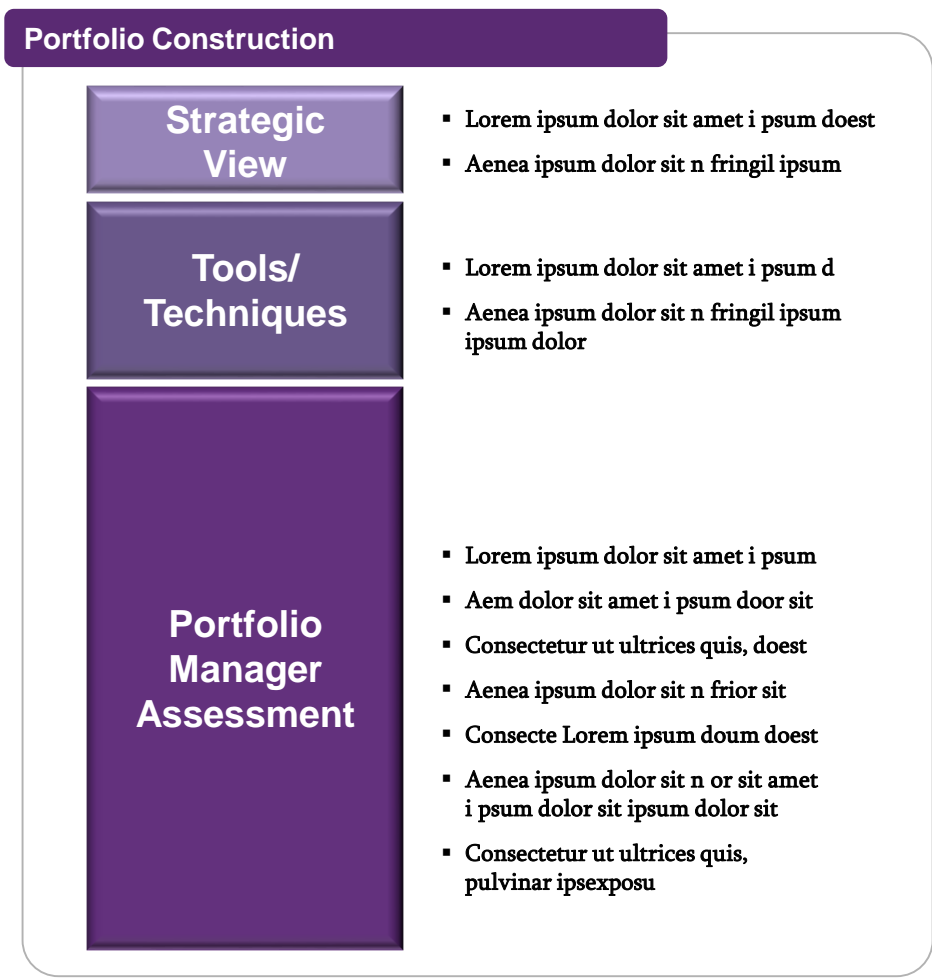 Portfolio Construction
Strategic
View
▪ Lorem ipsum dolor sit amet i psum doest
▪ Aenea ipsum dolor sit n fringil ipsum
Tools/
Techniques
▪ Lorem ipsum dolor sit amet i psum d
▪ Aenea ipsum dolor sit n fringil ipsum
ipsum dolor
Portfolio
Manager
Assessment
▪ Lorem ipsum dolor sit amet i psum
▪ Aem dolor sit amet i psum door sit
▪ Consectetur ut ultrices quis, doest
▪ Aenea ipsum dolor sit n frior sit
▪ Consecte Lorem ipsum doum doest
▪ Aenea ipsum dolor sit n or sit amet
i psum dolor sit ipsum dolor sit
▪ Consectetur ut ultrices quis,
pulvinar ipsexposu